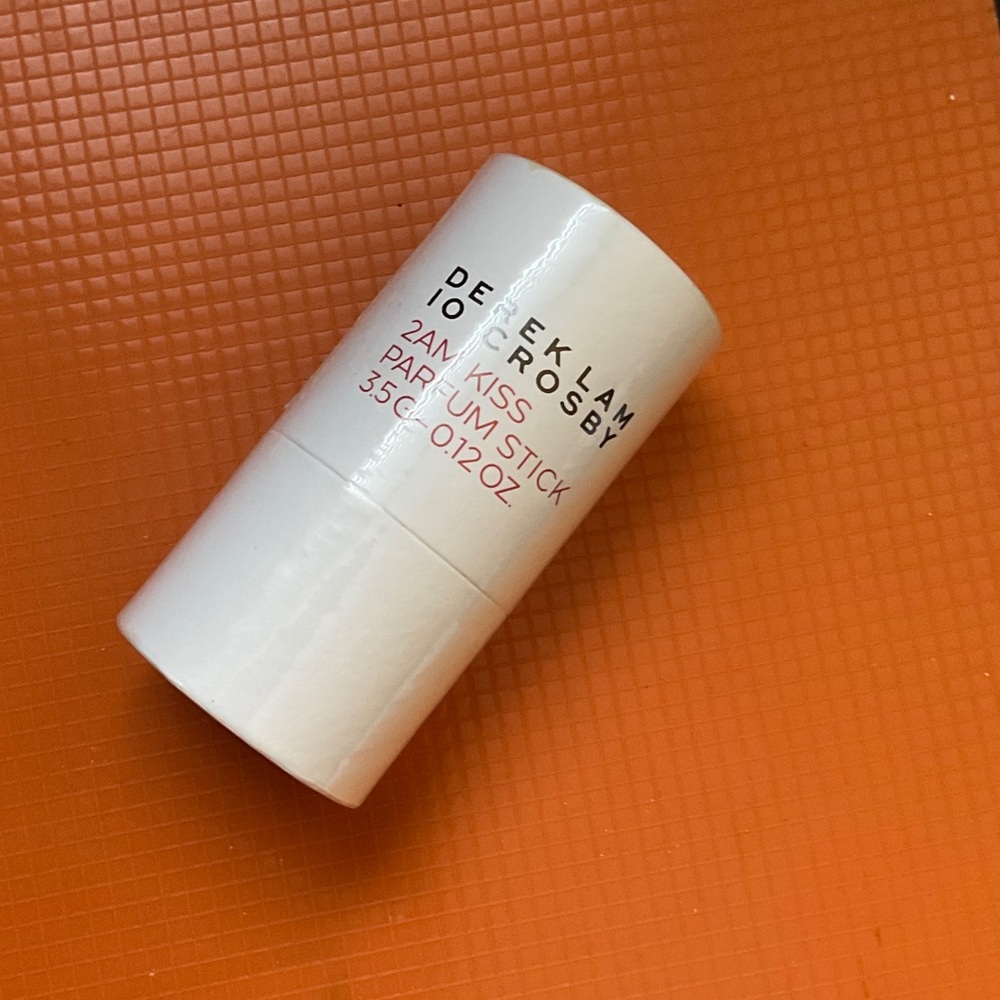 DEREK LAM
10 CROSBY
2AM KISS
PARFUM STICK
3.5 G – 0.12 OZ.